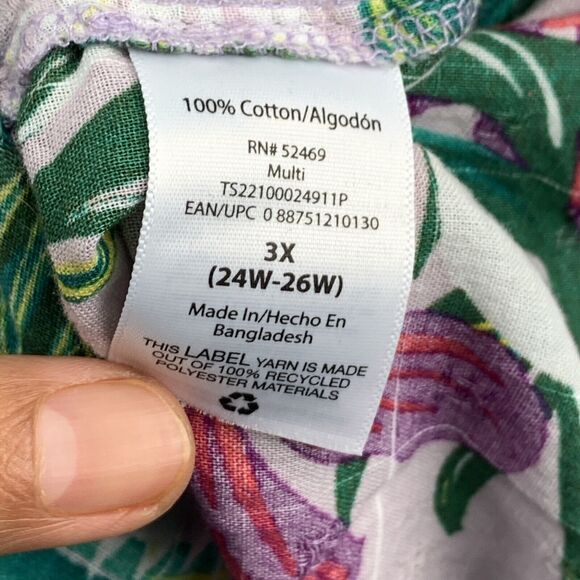 100% Cotton/Algodón
RN# 52469
Multi
TS22100024911P
EAN/UPC 0 88751210130
3X
(24W-26W)
Made In/Hecho En
Bangladesh
THIS LABEL YARN IS MADE
OUT OF 100% RECYCLED
POLYESTER MATERIALS